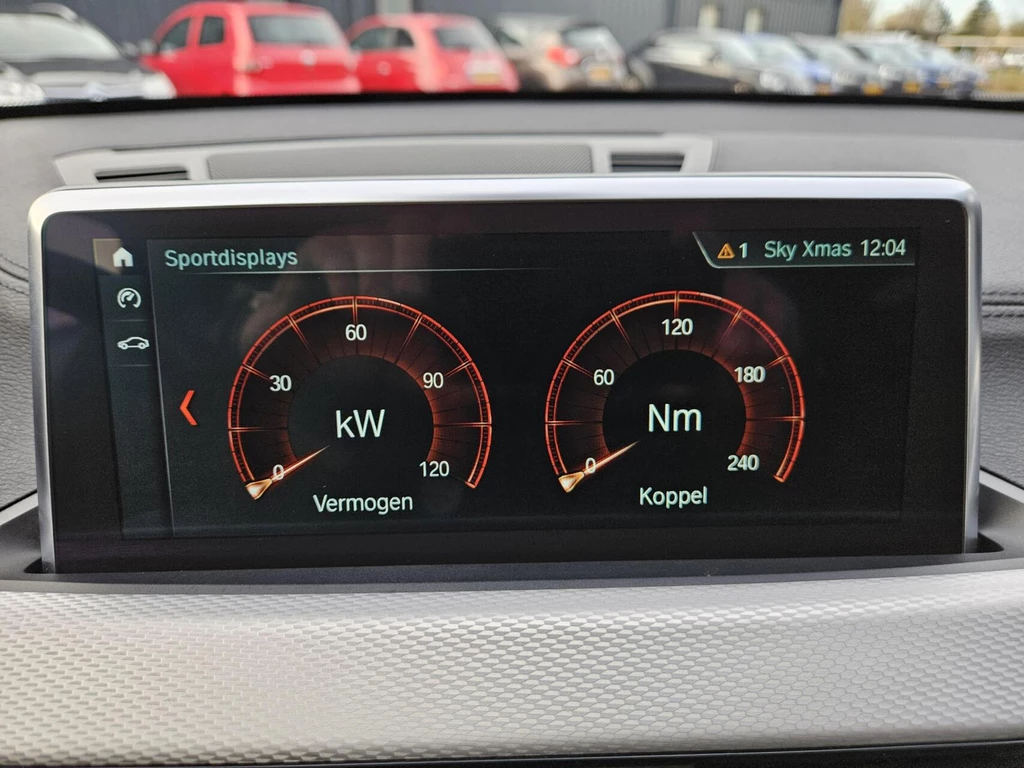 Sportdisplays
1 Sky Xmas 12:04
0 30 60 90 120
kW
Vermogen
0 60 120 180 240
Nm
Koppel